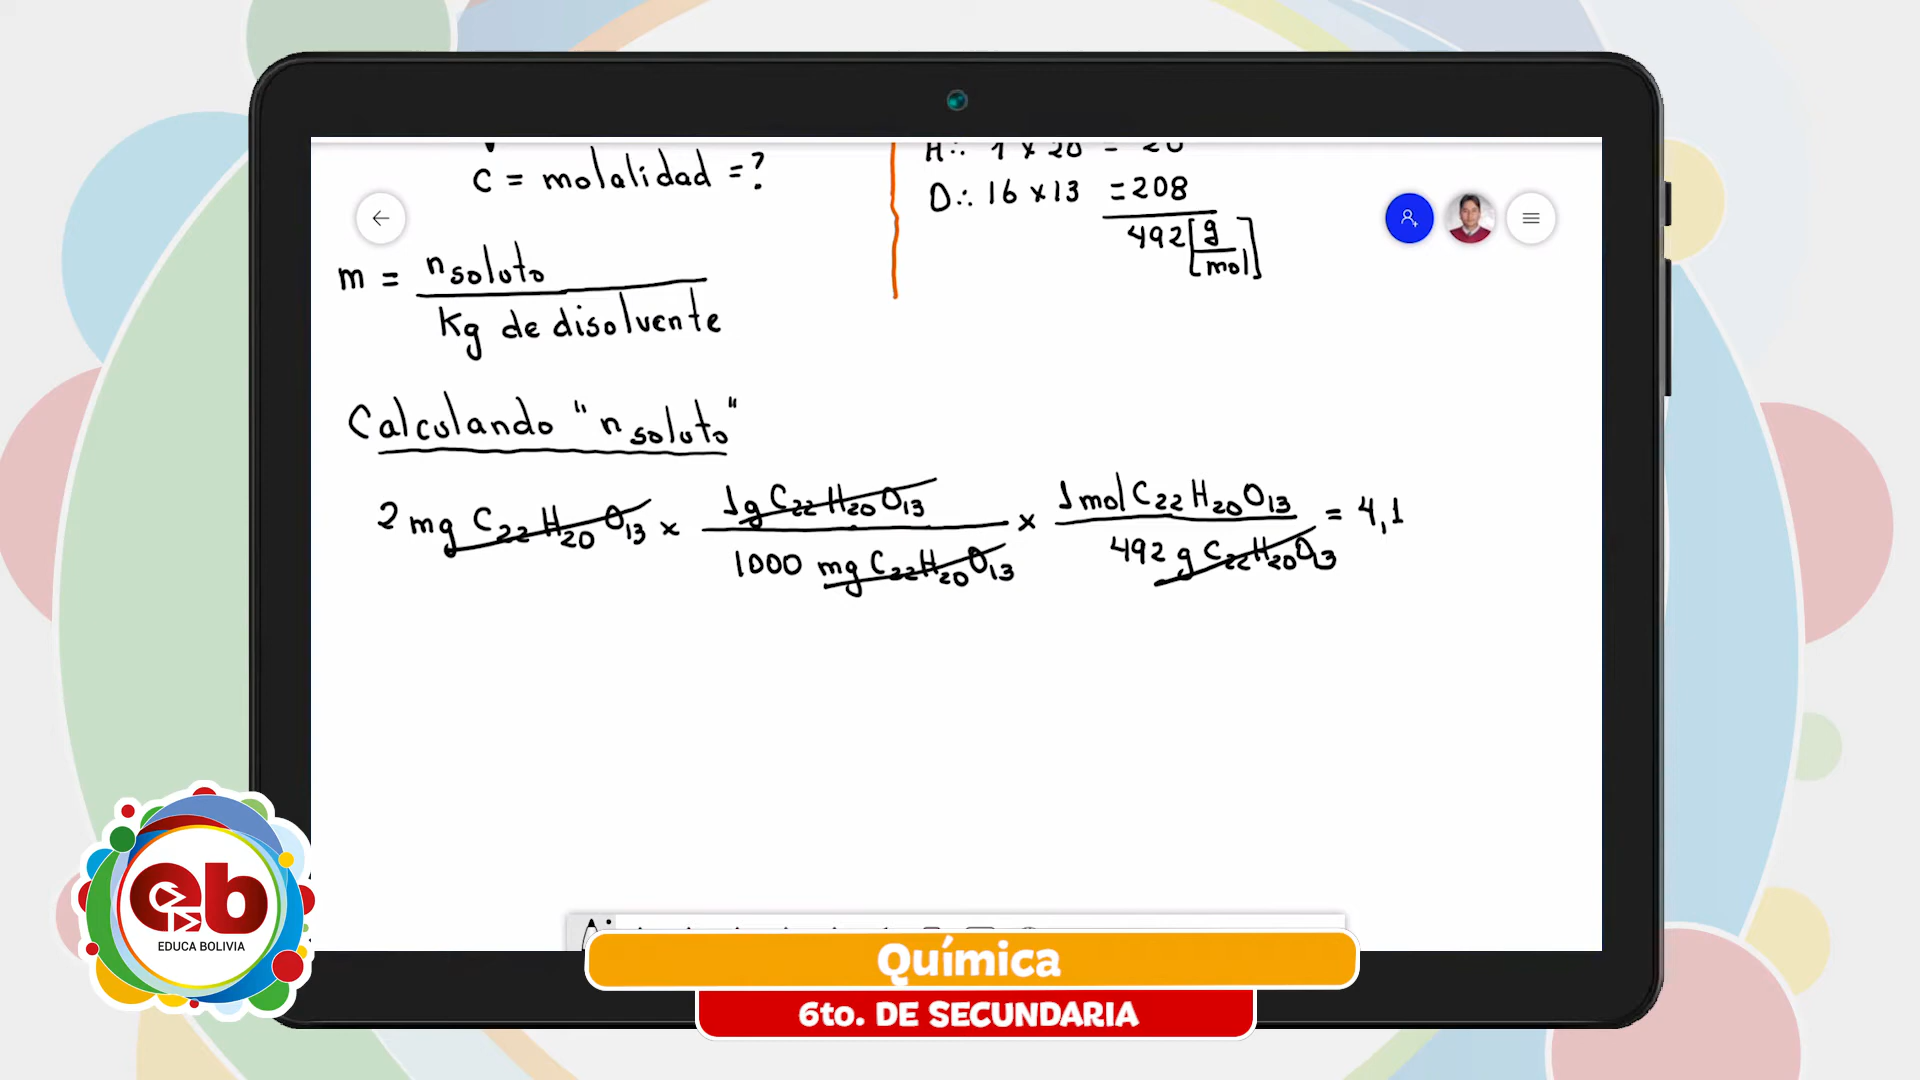 C = molalidad = ?
H ∴ 1 x 20 = 20
O ∴ 16 x 13 = 208
492 [g/mol]
m = n soluto / Kg de disolvente
Calculando "n soluto"
2 mg C22H20O13 x 1g C22H20O13 / 1000 mg C22H20O13 x 1 mol C22H20O13 / 492 g C22H20O13 = 4,1
eb
EDUCA BOLIVIA
Química
6to. DE SECUNDARIA